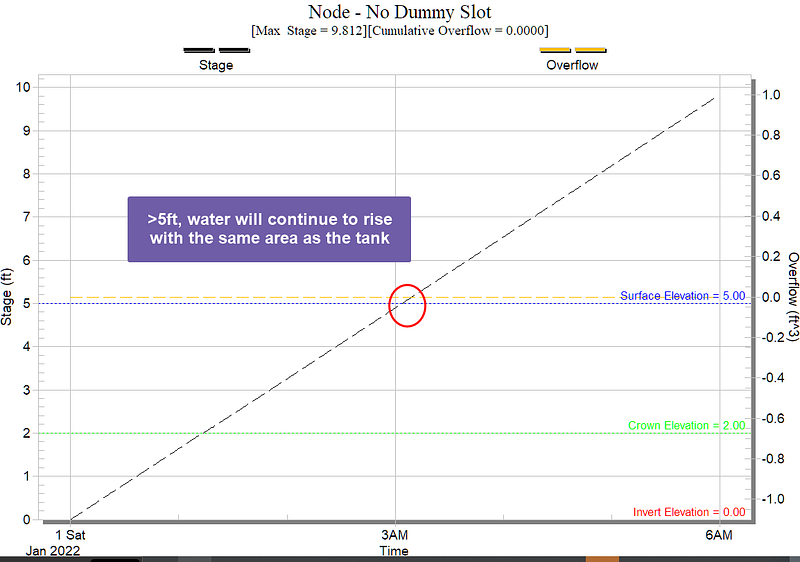 Node - No Dummy Slot
[Max Stage = 9.812][Cumulative Overflow = 0.0000]
Stage
Overflow
10
9
8
7
6
5
4
3
2
1
0
Stage (ft)
>5ft, water will continue to rise
with the same area as the tank
Surface Elevation = 5.00
Crown Elevation = 2.00
Invert Elevation = 0.00
1.0
0.8
0.6
0.4
0.2
0.0
-0.2
-0.4
-0.6
-0.8
-1.0
Overflow (ft^3)
1 Sat
3AM
6AM
Jan 2022
Time